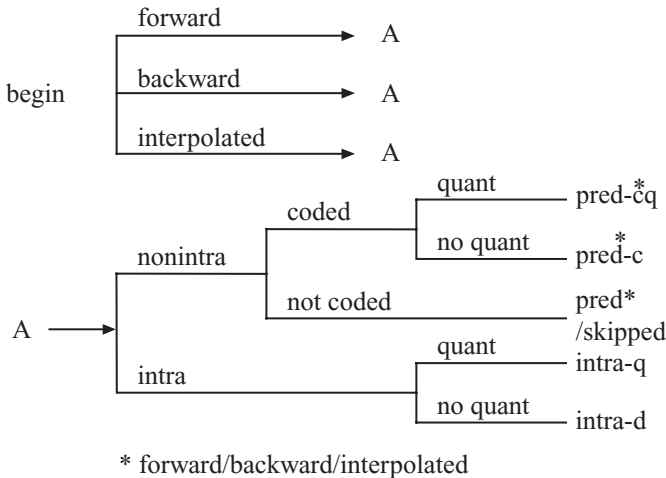 forward
A
backward
begin
A
interpolated
A
quant
pred-*cq
coded
no quant
pred*-c
nonintra
not coded
pred*
/skipped
A
quant
intra-q
intra
no quant
intra-d
* forward/backward/interpolated